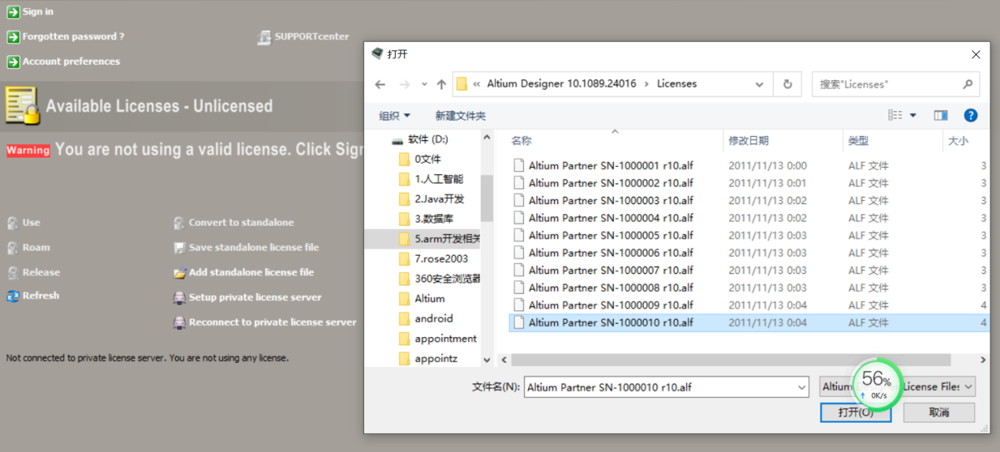 Sign in
Forgotten password ?
SUPPORTcenter
Account preferences
Available Licenses - Unlicensed
Warning You are not using a valid license. Click Sigr
Use
Convert to standalone
Roam
Save standalone license file
Release
Add standalone license file
Refresh
Setup private license server
Reconnect to private license server
Not connected to private license server. You are not using any license.
打开
« Altium Designer 10.1089.24016 › Licenses
搜索"Licenses"
组织
新建文件夹
软件 (D:)
0文件
1.人工智能
2.Java开发
3.数据库
5.arm开发相关
7.rose2003
360安全浏览器
Altium
android
appointment
appointz
名称 修改日期 类型 大小
Altium Partner SN-1000001 r10.alf 2011/11/13 0:00 ALF 文件 3
Altium Partner SN-1000002 r10.alf 2011/11/13 0:01 ALF 文件 3
Altium Partner SN-1000003 r10.alf 2011/11/13 0:02 ALF 文件 3
Altium Partner SN-1000004 r10.alf 2011/11/13 0:02 ALF 文件 3
Altium Partner SN-1000005 r10.alf 2011/11/13 0:03 ALF 文件 3
Altium Partner SN-1000006 r10.alf 2011/11/13 0:03 ALF 文件 3
Altium Partner SN-1000007 r10.alf 2011/11/13 0:03 ALF 文件 3
Altium Partner SN-1000008 r10.alf 2011/11/13 0:03 ALF 文件 3
Altium Partner SN-1000009 r10.alf 2011/11/13 0:04 ALF 文件 4
Altium Partner SN-1000010 r10.alf 2011/11/13 0:04 ALF 文件 4
文件名(N): Altium Partner SN-1000010 r10.alf
Altium License Files
56%
0K/s
打开(O)
取消